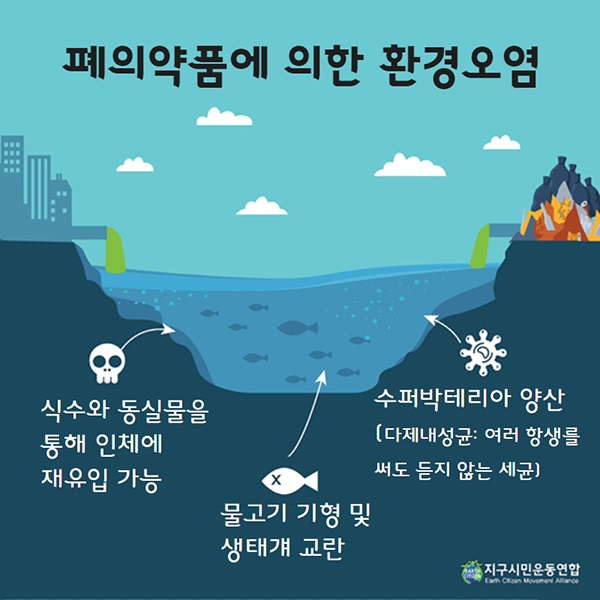 폐의약품에 의한 환경오염
식수와 동실물을
통해 인체에
재유입 가능
수퍼박테리아 양산
(다제내성균: 여러 항생를
써도 듣지 않는 세균)
X
물고기 기형 및
생태걔 교란
EARTH CITIZEN
지구시민운동연합
Earth Citizen Movement Alliance